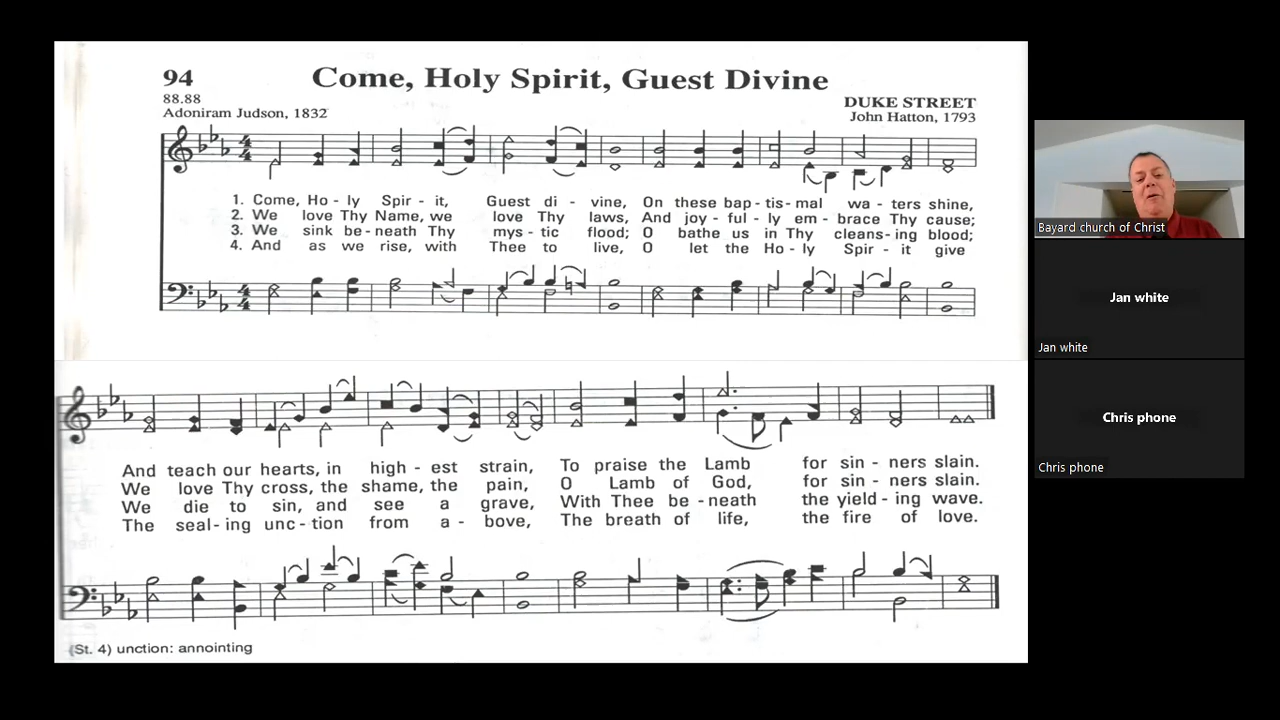 94
Come, Holy Spirit, Guest Divine
88.88
Adoniram Judson, 1832
DUKE STREET
John Hatton, 1793
1. Come, Ho - ly Spir - it, Guest di - vine, On these bap - tis - mal wa - ters shine,
2. We love Thy Name, we love Thy laws, And joy - ful - ly em - brace Thy cause;
3. We sink be - neath Thy mys - tic flood; O bathe us in Thy cleans - ing blood;
4. And as we rise, with Thee to live, O let the Ho - ly Spir - it give
And teach our hearts, in high - est strain, To praise the Lamb for sin - ners slain.
We love Thy cross, the shame, the pain, O Lamb of God, for sin - ners slain.
We die to sin, and see a grave, With Thee be - neath the yield - ing wave.
The seal - ing unc - tion from a - bove, The breath of life, the fire of love.
(St. 4) unction: annointing
Bayard church of Christ
Jan white
Jan white
Chris phone
Chris phone